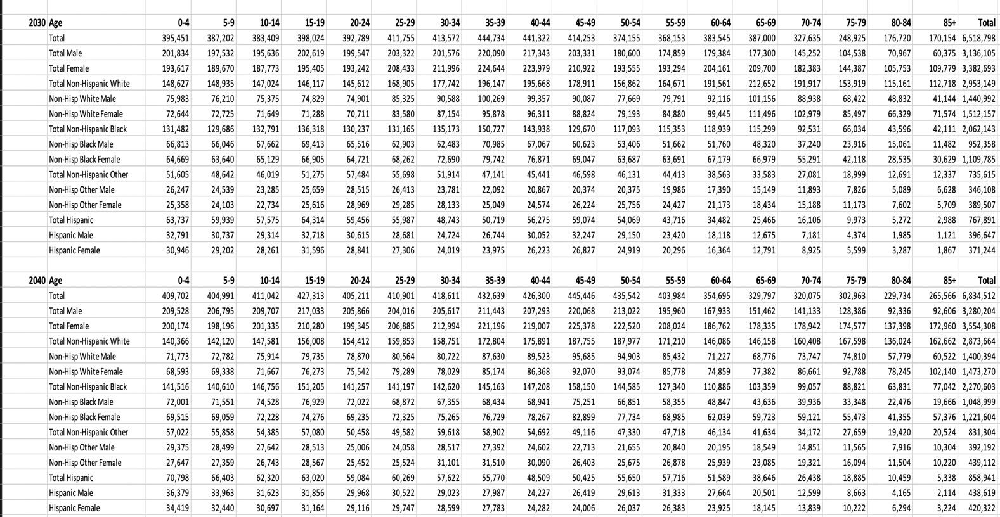 2030 Age 0-4 5-9 10-14 15-19 20-24 25-29 30-34 35-39 40-44 45-49 50-54 55-59 60-64 65-69 70-74 75-79 80-84 85+ Total
Total 395,451 387,202 383,409 398,024 392,789 411,755 413,572 444,734 441,322 414,253 374,155 368,153 383,545 387,000 327,635 248,925 176,720 170,154 6,518,798
Total Male 201,834 197,532 195,636 202,619 199,547 203,322 201,576 220,090 217,343 203,331 180,600 174,859 179,384 177,300 145,252 104,538 70,967 60,375 3,136,105
Total Female 193,617 189,670 187,773 195,405 193,242 208,433 211,996 224,644 223,979 210,922 193,555 193,294 204,161 209,700 182,383 144,387 105,753 109,779 3,382,693
Total Non-Hispanic White 148,627 148,935 147,024 146,117 145,612 168,905 177,742 196,147 195,668 178,911 156,862 164,671 191,561 212,652 191,917 153,919 115,161 112,718 2,953,149
Non-Hisp White Male 75,983 76,210 75,375 74,829 74,901 85,325 90,588 100,269 99,357 90,087 77,669 79,791 92,116 101,156 88,938 68,422 48,832 41,144 1,440,992
Non-Hisp White Female 72,644 72,725 71,649 71,288 70,711 83,580 87,154 95,878 96,311 88,824 79,193 84,880 99,445 111,496 102,979 85,497 66,329 71,574 1,512,157
Total Non-Hispanic Black 131,482 129,686 132,791 136,318 130,237 131,165 135,173 150,727 143,938 129,670 117,093 115,353 118,939 115,299 92,531 66,034 43,596 42,111 2,062,143
Non-Hisp Black Male 66,813 66,046 67,662 69,413 65,516 62,903 62,483 70,985 67,067 60,623 53,406 51,662 51,760 48,320 37,240 23,916 15,061 11,482 952,358
Non-Hisp Black Female 64,669 63,640 65,129 66,905 64,721 68,262 72,690 79,742 76,871 69,047 63,687 63,691 67,179 66,979 55,291 42,118 28,535 30,629 1,109,785
Total Non-Hispanic Other 51,605 48,642 46,019 51,275 57,484 55,698 51,914 47,141 45,441 46,598 46,131 44,413 38,563 33,583 27,081 18,999 12,691 12,337 735,615
Non-Hisp Other Male 26,247 24,539 23,285 25,659 28,515 26,413 23,781 22,092 20,867 20,374 20,375 19,986 17,390 15,149 11,893 7,826 5,089 6,628 346,108
Non-Hisp Other Female 25,358 24,103 22,734 25,616 28,969 29,285 28,133 25,049 24,574 26,224 25,756 24,427 21,173 18,434 15,188 11,173 7,602 5,709 389,507
Total Hispanic 63,737 59,939 57,575 64,314 59,456 55,987 48,743 50,719 56,275 59,074 54,069 43,716 34,482 25,466 16,106 9,973 5,272 2,988 767,891
Hispanic Male 32,791 30,737 29,314 32,718 30,615 28,681 24,724 26,744 30,052 32,247 29,150 23,420 18,118 12,675 7,181 4,374 1,985 1,121 396,647
Hispanic Female 30,946 29,202 28,261 31,596 28,841 27,306 24,019 23,975 26,223 26,827 24,919 20,296 16,364 12,791 8,925 5,599 3,287 1,867 371,244
2040 Age 0-4 5-9 10-14 15-19 20-24 25-29 30-34 35-39 40-44 45-49 50-54 55-59 60-64 65-69 70-74 75-79 80-84 85+ Total
Total 409,702 404,991 411,042 427,313 405,211 410,901 418,611 432,639 426,300 445,446 435,542 403,984 354,695 329,797 320,075 302,963 229,734 265,566 6,834,512
Total Male 209,528 206,795 209,707 217,033 205,866 204,016 205,617 211,443 207,293 220,068 213,022 195,960 167,933 151,462 141,133 128,386 92,336 92,606 3,280,204
Total Female 200,174 198,196 201,335 210,280 199,345 206,885 212,994 221,196 219,007 225,378 222,520 208,024 186,762 178,335 178,942 174,577 137,398 172,960 3,554,308
Total Non-Hispanic White 140,366 142,120 147,581 156,008 154,412 159,853 158,751 172,804 175,891 187,755 187,977 171,210 146,086 146,158 160,408 167,598 136,024 162,662 2,873,664
Non-Hisp White Male 71,773 72,782 75,914 79,735 78,870 80,564 80,722 87,630 89,523 95,685 94,903 85,432 71,227 68,776 73,747 74,810 57,779 60,522 1,400,394
Non-Hisp White Female 68,593 69,338 71,667 76,273 75,542 79,289 78,029 85,174 86,368 92,070 93,074 85,778 74,859 77,382 86,661 92,788 78,245 102,140 1,473,270
Total Non-Hispanic Black 141,516 140,610 146,756 151,205 141,257 141,197 142,620 145,163 147,208 158,150 144,585 127,340 110,886 103,359 99,057 88,821 63,831 77,042 2,270,603
Non-Hisp Black Male 72,001 71,551 74,528 76,929 72,022 68,872 67,355 68,434 68,941 75,251 66,851 58,355 48,847 43,636 39,936 33,348 22,476 19,666 1,048,999
Non-Hisp Black Female 69,515 69,059 72,228 74,276 69,235 72,325 75,265 76,729 78,267 82,899 77,734 68,985 62,039 59,723 59,121 55,473 41,355 57,376 1,221,604
Total Non-Hispanic Other 57,022 55,858 54,385 57,080 50,458 49,582 59,618 58,902 54,692 49,116 47,330 47,718 46,134 41,634 34,172 27,659 19,420 20,524 831,304
Non-Hisp Other Male 29,375 28,499 27,642 28,513 25,006 24,058 28,517 27,392 24,602 22,713 21,655 20,840 20,195 18,549 14,851 11,565 7,916 10,304 392,192
Non-Hisp Other Female 27,647 27,359 26,743 28,567 25,452 25,524 31,101 31,510 30,090 26,403 25,675 26,878 25,939 23,085 19,321 16,094 11,504 10,220 439,112
Total Hispanic 70,798 66,403 62,320 63,020 59,084 60,269 57,622 55,770 48,509 50,425 55,650 57,716 51,589 38,646 26,438 18,885 10,459 5,338 858,941
Hispanic Male 36,379 33,963 31,623 31,856 29,968 30,522 29,023 27,987 24,227 26,419 29,613 31,333 27,664 20,501 12,599 8,663 4,165 2,114 438,619
Hispanic Female 34,419 32,440 30,697 31,164 29,116 29,747 28,599 27,783 24,282 24,006 26,037 26,383 23,925 18,145 13,839 10,222 6,294 3,224 420,322